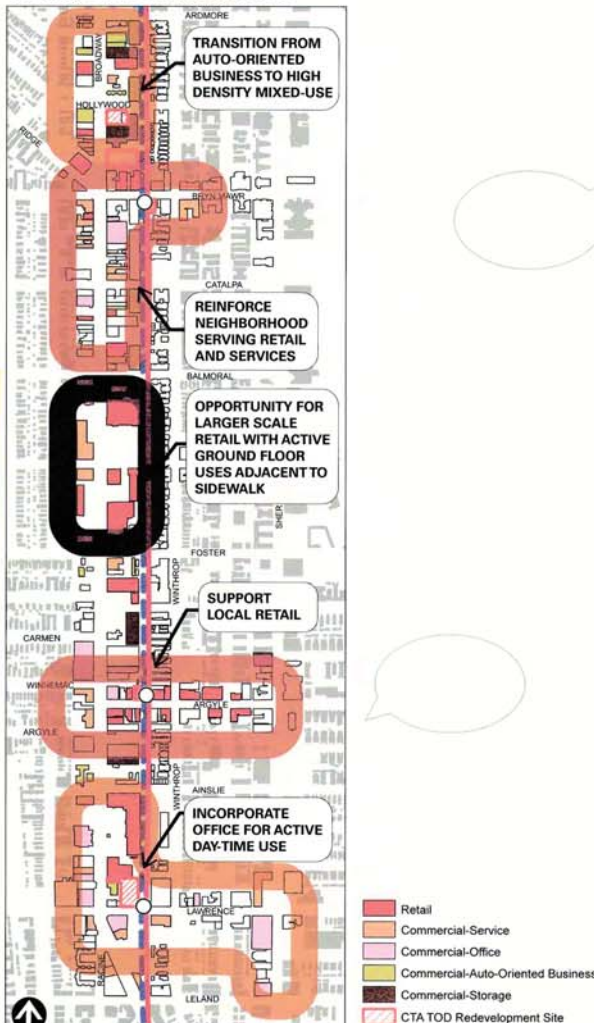 ARDMORE
BROADWAY
TRANSITION FROM
AUTO-ORIENTED
BUSINESS TO HIGH
DENSITY MIXED-USE
HOLLYWOOD
RIDGE
BRYN MAWR
CATALPA
REINFORCE
NEIGHBORHOOD
SERVING RETAIL
AND SERVICES
BALMORAL
OPPORTUNITY FOR
LARGER SCALE
RETAIL WITH ACTIVE
GROUND FLOOR
USES ADJACENT TO
SIDEWALK
SHER
FOSTER
WINTHROP
SUPPORT
LOCAL RETAIL
CARMEN
WINNEMAC
ARGYLE
ARGYLE
WINTHROP
AINSLIE
INCORPORATE
OFFICE FOR ACTIVE
DAY-TIME USE
LAWRENCE
RACINE
LELAND
Retail
Commercial-Service
Commercial-Office
Commercial-Auto-Oriented Business
Commercial-Storage
CTA TOD Redevelopment Site